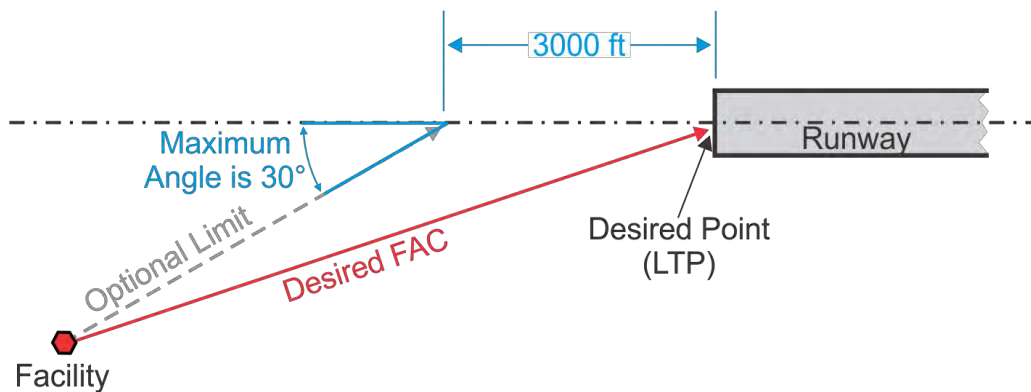 3000 ft
Maximum
Angle is 30°
Runway
Optional Limit
Desired FAC
Desired Point
(LTP)
Facility